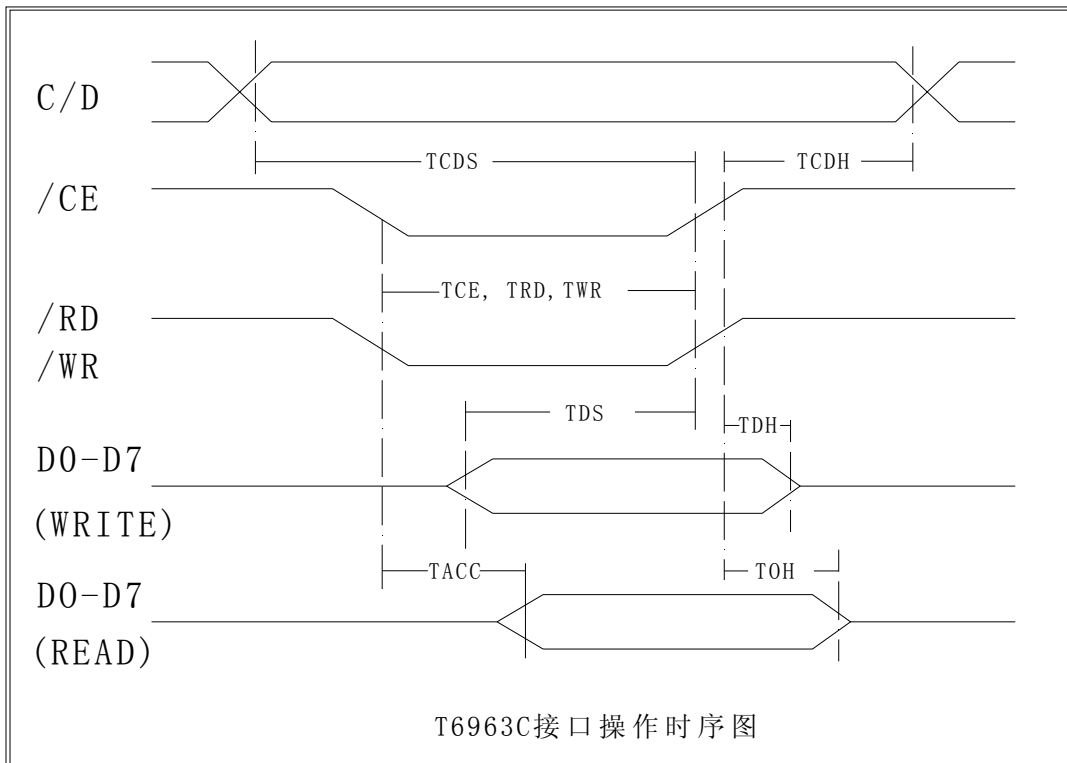 C/D
TCDS
TCDH
/CE
TCE, TRD, TWR
/RD
/WR
TDS
TDH
D0-D7
(WRITE)
TACC
TOH
D0-D7
(READ)
T6963C接口操作时序图